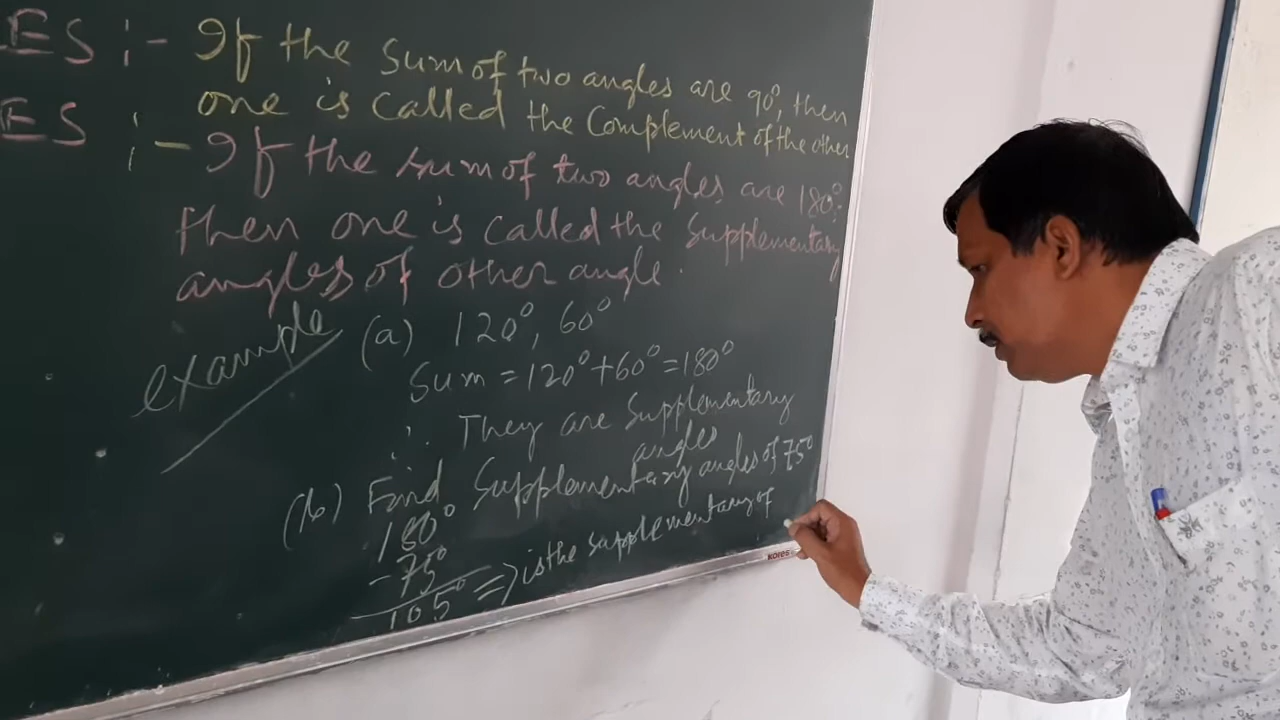 ES :- If the Sum of two angles are 90°, then
one is called the Complement of the other
ES :- If the sum of two angles are 180°.
then one is called the Supplementary
angles of other angle.
example (a) 120°, 60°
Sum = 120° + 60° = 180°
∴ They are Supplementary
angles
(b) Find Supplementary angles of 75°
180°
- 75°
105° => is the supplementary of
kores